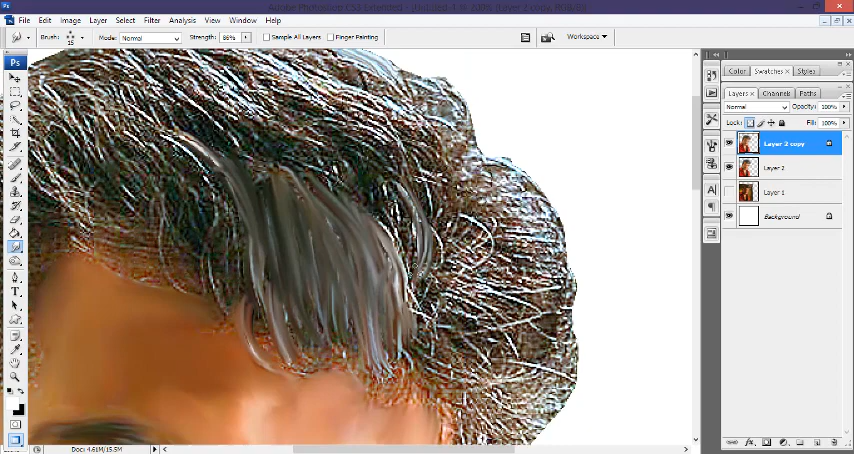 File Edit Image Layer Select Filter Analysis View Window Help
Brush: 15 Mode: Normal Strength: 86% Sample All Layers Finger Painting Workspace
Ps
Color Swatches Styles
Layers Channels Paths
Normal Opacity: 100%
Lock: Fill: 100%
Layer 2 copy
Layer 2
Layer 1
Background
Doc: 4.61M/15.5M